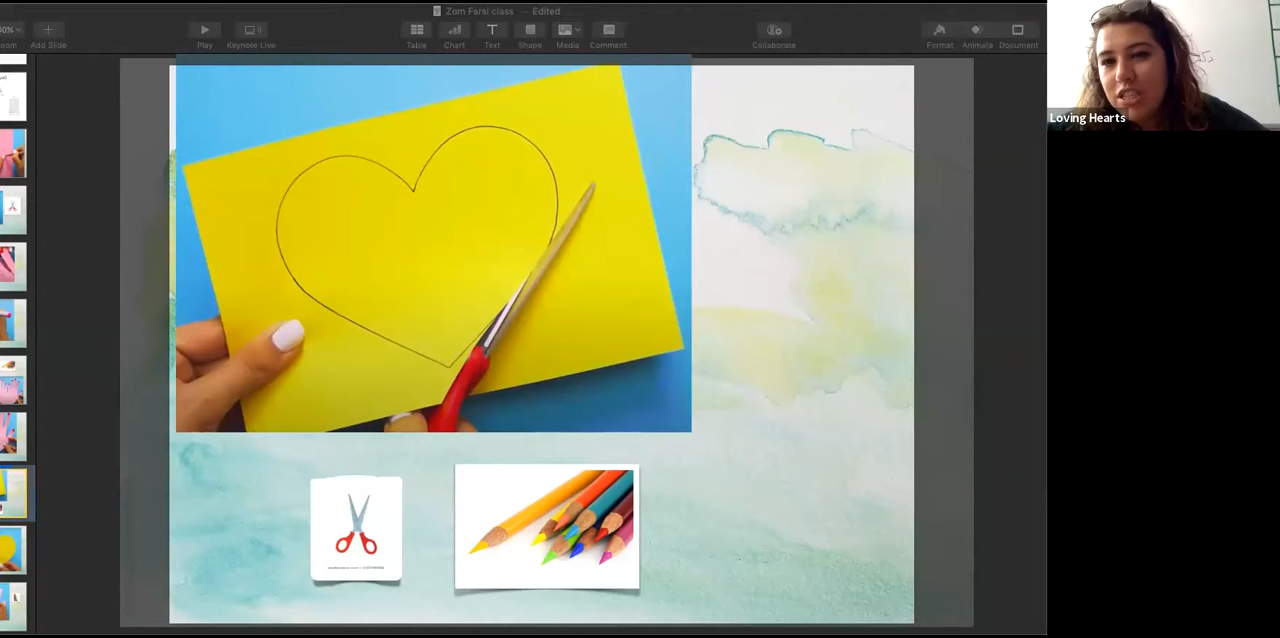 Zom Farsi class — Edited
Add Slide
Play
Keynote Live
Table
Chart
Text
Shape
Media
Comment
Collaborate
Format
Animate
Document
Loving Hearts